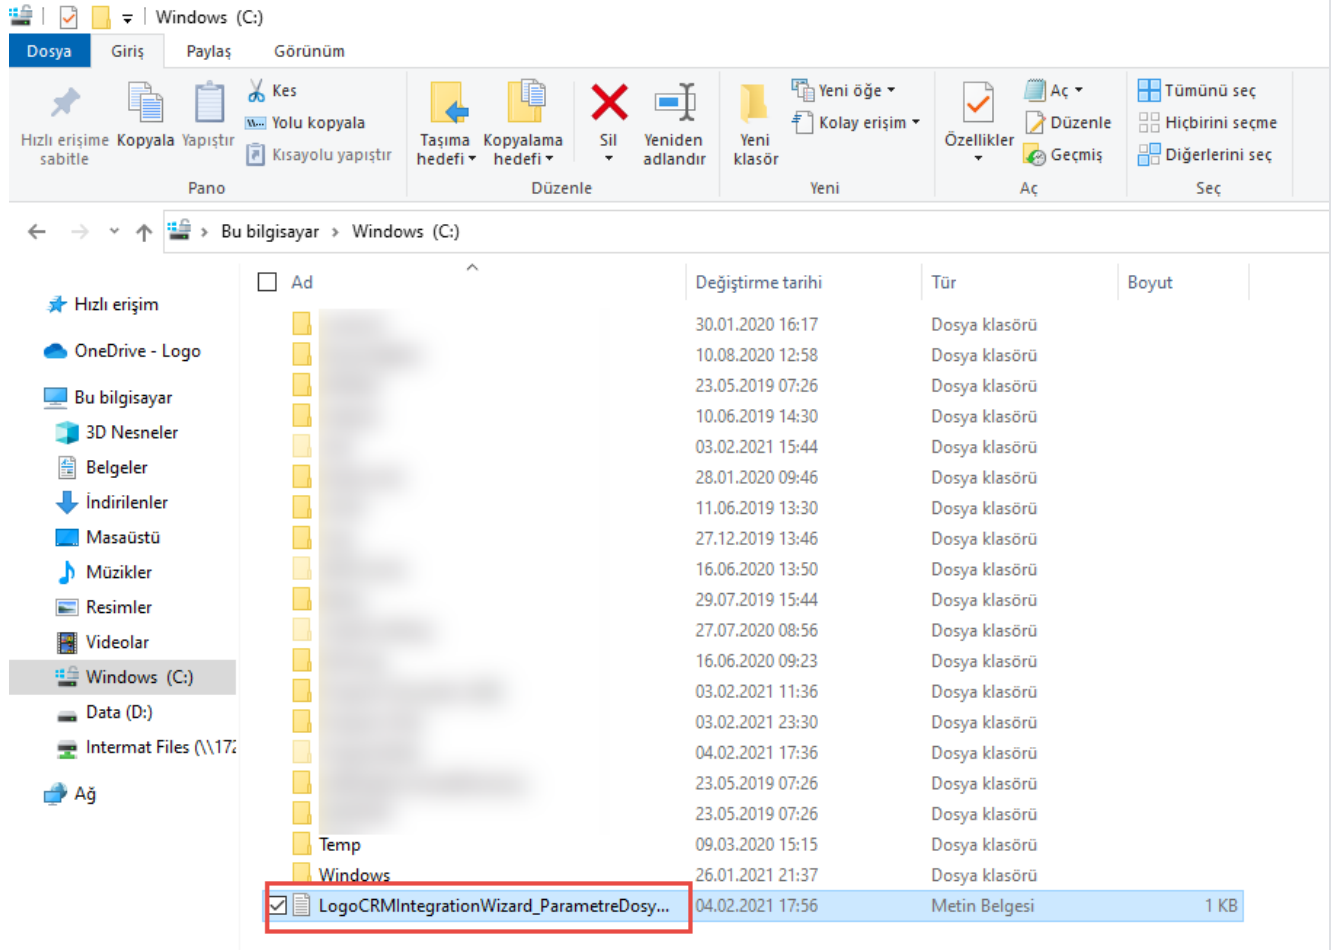 Windows (C:)
Dosya Giriş Paylaş Görünüm
Hızlı erişime sabitle
Kopyala
Yapıştır
Kes
Yolu kopyala
Kısayolu yapıştır
Pano
Taşıma hedefi
Kopyalama hedefi
Sil
Yeniden adlandır
Düzenle
Yeni klasör
Yeni öğe
Kolay erişim
Yeni
Özellikler
Aç
Düzenle
Geçmiş
Aç
Tümünü seç
Hiçbirini seçme
Diğerlerini seç
Seç
Bu bilgisayar > Windows (C:)
Hızlı erişim
OneDrive - Logo
Bu bilgisayar
3D Nesneler
Belgeler
İndirilenler
Masaüstü
Müzikler
Resimler
Videolar
Windows (C:)
Data (D:)
Intermat Files (\\172
Ağ
Ad Değiştirme tarihi Tür Boyut
30.01.2020 16:17 Dosya klasörü
10.08.2020 12:58 Dosya klasörü
23.05.2019 07:26 Dosya klasörü
10.06.2019 14:30 Dosya klasörü
03.02.2021 15:44 Dosya klasörü
28.01.2020 09:46 Dosya klasörü
11.06.2019 13:30 Dosya klasörü
27.12.2019 13:46 Dosya klasörü
16.06.2020 13:50 Dosya klasörü
29.07.2019 15:44 Dosya klasörü
27.07.2020 08:56 Dosya klasörü
16.06.2020 09:23 Dosya klasörü
03.02.2021 11:36 Dosya klasörü
03.02.2021 23:30 Dosya klasörü
04.02.2021 17:36 Dosya klasörü
23.05.2019 07:26 Dosya klasörü
23.05.2019 07:26 Dosya klasörü
Temp 09.03.2020 15:15 Dosya klasörü
Windows 26.01.2021 21:37 Dosya klasörü
LogoCRMIntegrationWizard_ParametreDosy... 04.02.2021 17:56 Metin Belgesi 1 KB